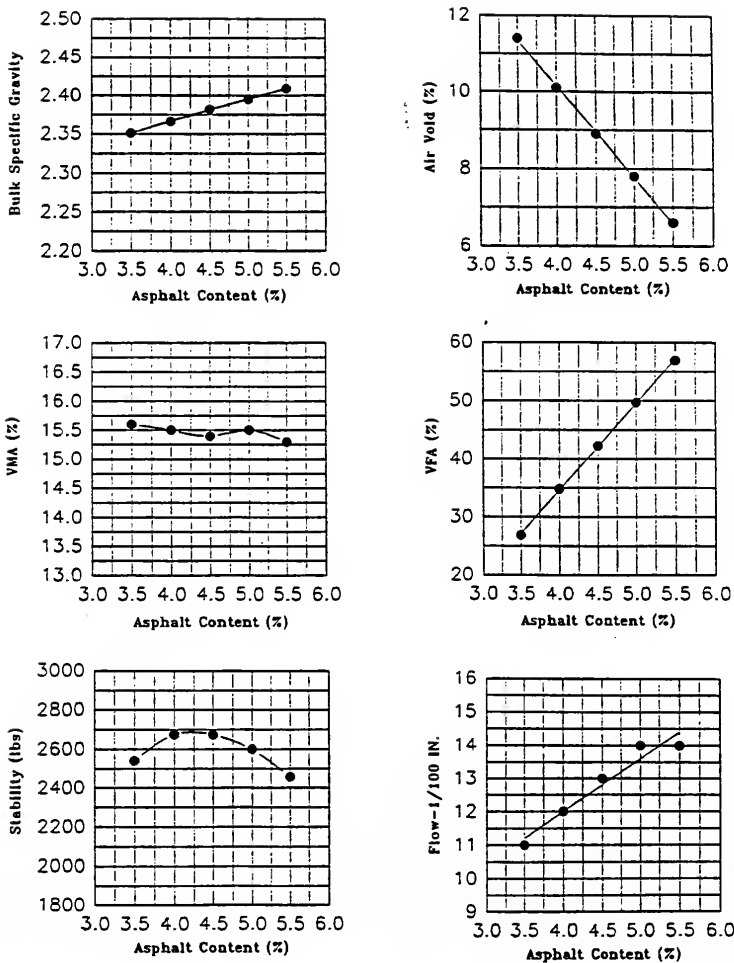 Bulk Specific Gravity
2.50
2.45
2.40
2.35
2.30
2.25
2.20
3.0 3.5 4.0 4.5 5.0 5.5 6.0
Asphalt Content (%)
Air Void (%)
12
10
8
6
3.0 3.5 4.0 4.5 5.0 5.5 6.0
Asphalt Content (%)
VMA (%)
17.0
16.5
16.0
15.5
15.0
14.5
14.0
13.5
13.0
3.0 3.5 4.0 4.5 5.0 5.5 6.0
Asphalt Content (%)
VFA (%)
60
50
40
30
20
3.0 3.5 4.0 4.5 5.0 5.5 6.0
Asphalt Content (%)
Stability (lbs)
3000
2800
2600
2400
2200
2000
1800
3.0 3.5 4.0 4.5 5.0 5.5 6.0
Asphalt Content (%)
Flow-1/100 IN.
16
15
14
13
12
11
10
9
3.0 3.5 4.0 4.5 5.0 5.5 6.0
Asphalt Content (%)